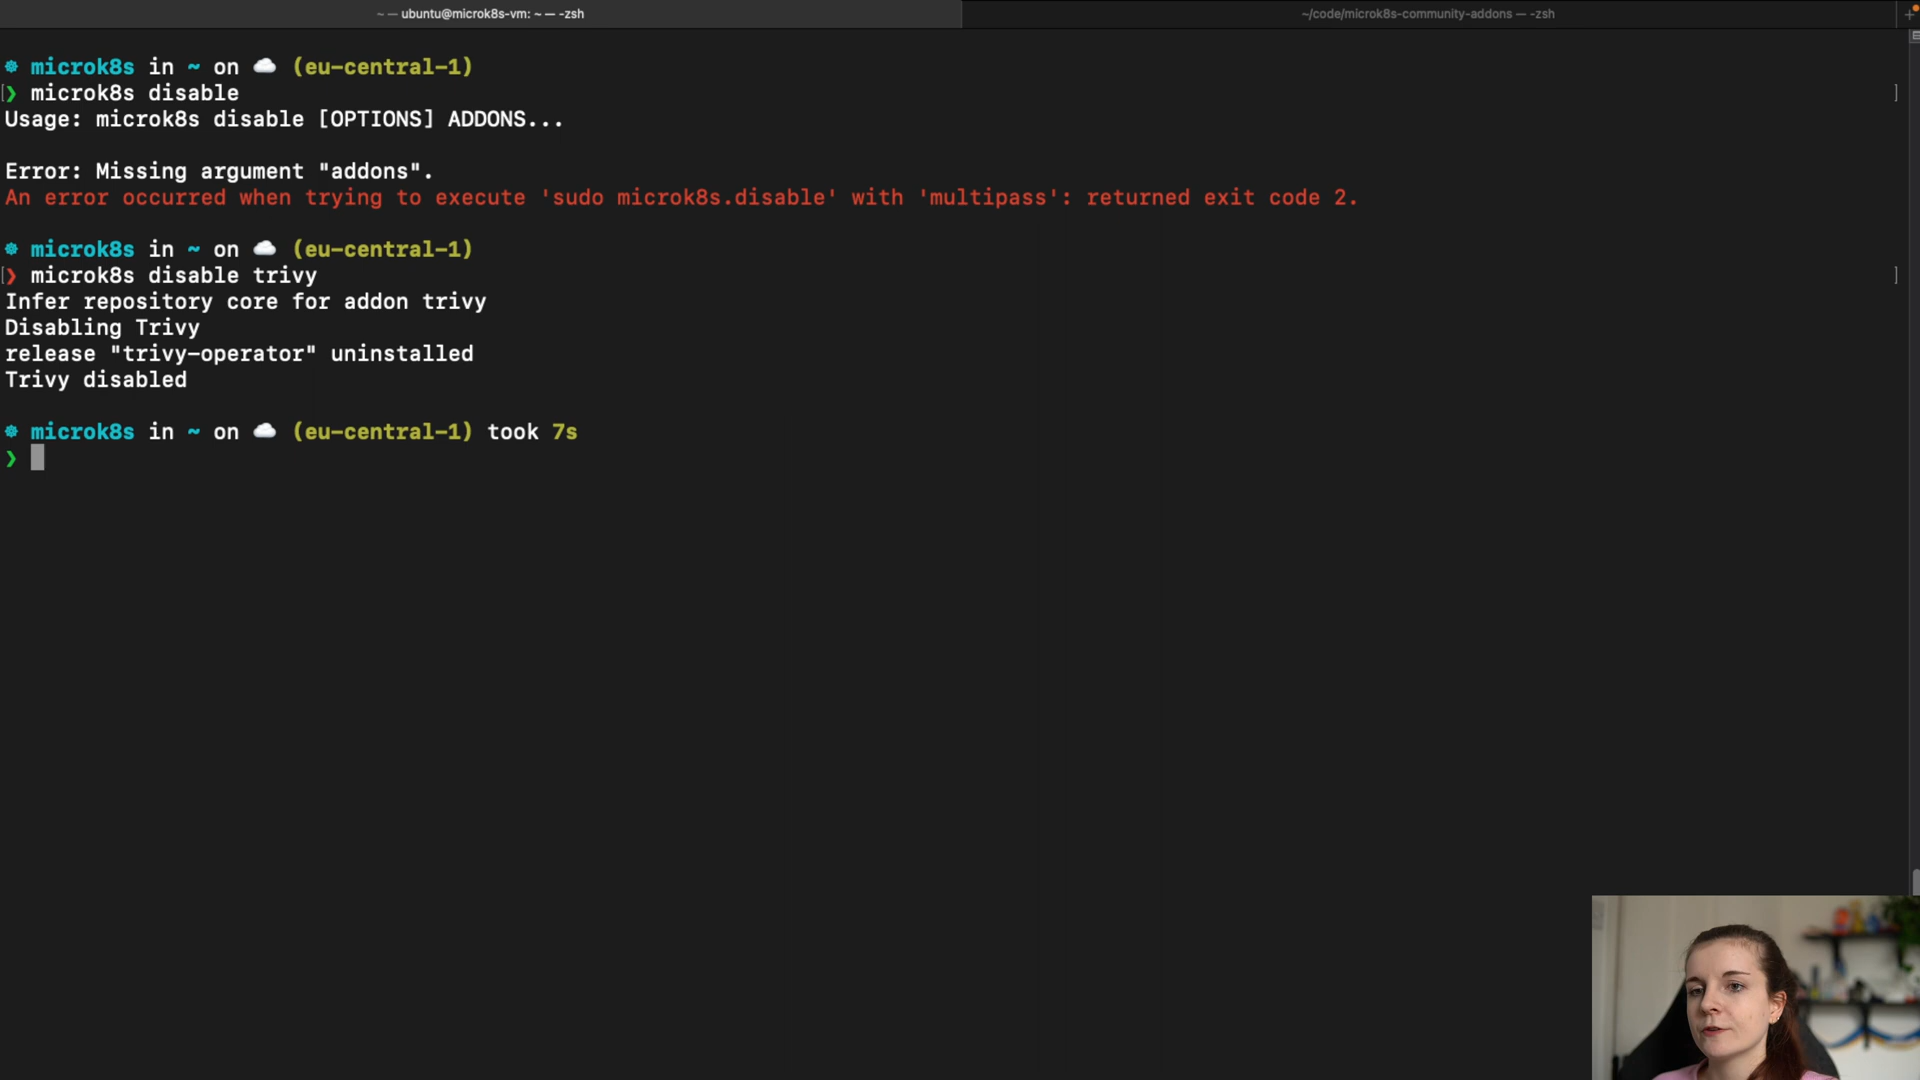 ~ — ubuntu@microk8s-vm: ~ — -zsh
~/code/microk8s-community-addons — -zsh
microk8s in ~ on ☁️ (eu-central-1)
❯ microk8s disable
Usage: microk8s disable [OPTIONS] ADDONS...
Error: Missing argument "addons".
An error occurred when trying to execute 'sudo microk8s.disable' with 'multipass': returned exit code 2.
microk8s in ~ on ☁️ (eu-central-1)
❯ microk8s disable trivy
Infer repository core for addon trivy
Disabling Trivy
release "trivy-operator" uninstalled
Trivy disabled
microk8s in ~ on ☁️ (eu-central-1) took 7s
❯